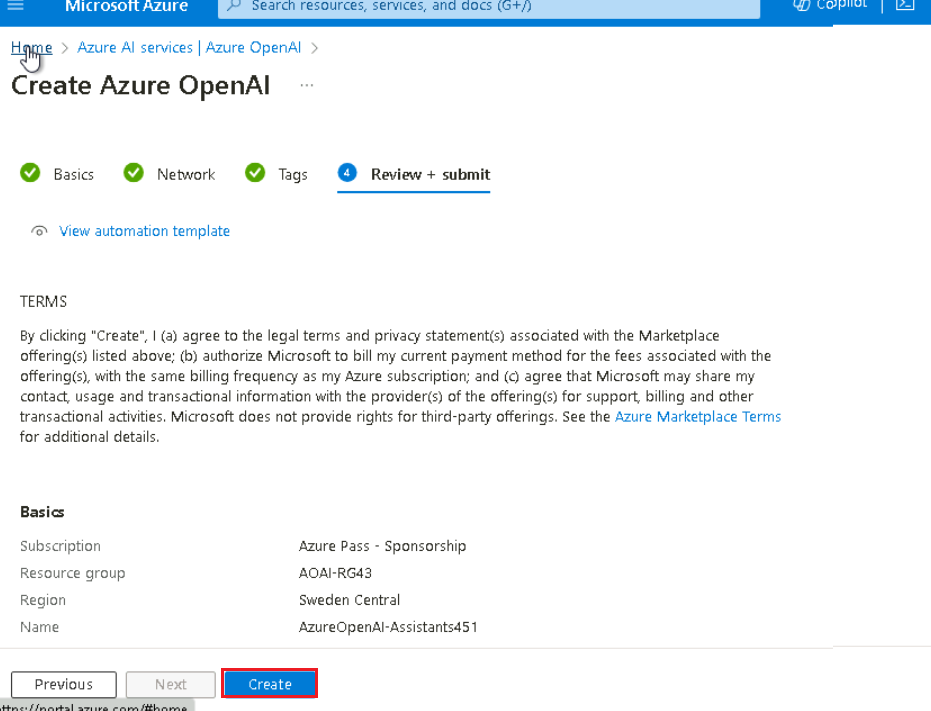 Microsoft Azure
Search resources, services, and docs (G+/)
Copilot
Home > Azure AI services | Azure OpenAI >
Create Azure OpenAI ...
Basics
Network
Tags
4 Review + submit
View automation template
TERMS
By clicking "Create", I (a) agree to the legal terms and privacy statement(s) associated with the Marketplace
offering(s) listed above; (b) authorize Microsoft to bill my current payment method for the fees associated with the
offering(s), with the same billing frequency as my Azure subscription; and (c) agree that Microsoft may share my
contact, usage and transactional information with the provider(s) of the offering(s) for support, billing and other
transactional activities. Microsoft does not provide rights for third-party offerings. See the Azure Marketplace Terms
for additional details.
Basics
Subscription Azure Pass - Sponsorship
Resource group AOAI-RG43
Region Sweden Central
Name AzureOpenAI-Assistants451
Previous Next Create
https://portal.azure.com/#home